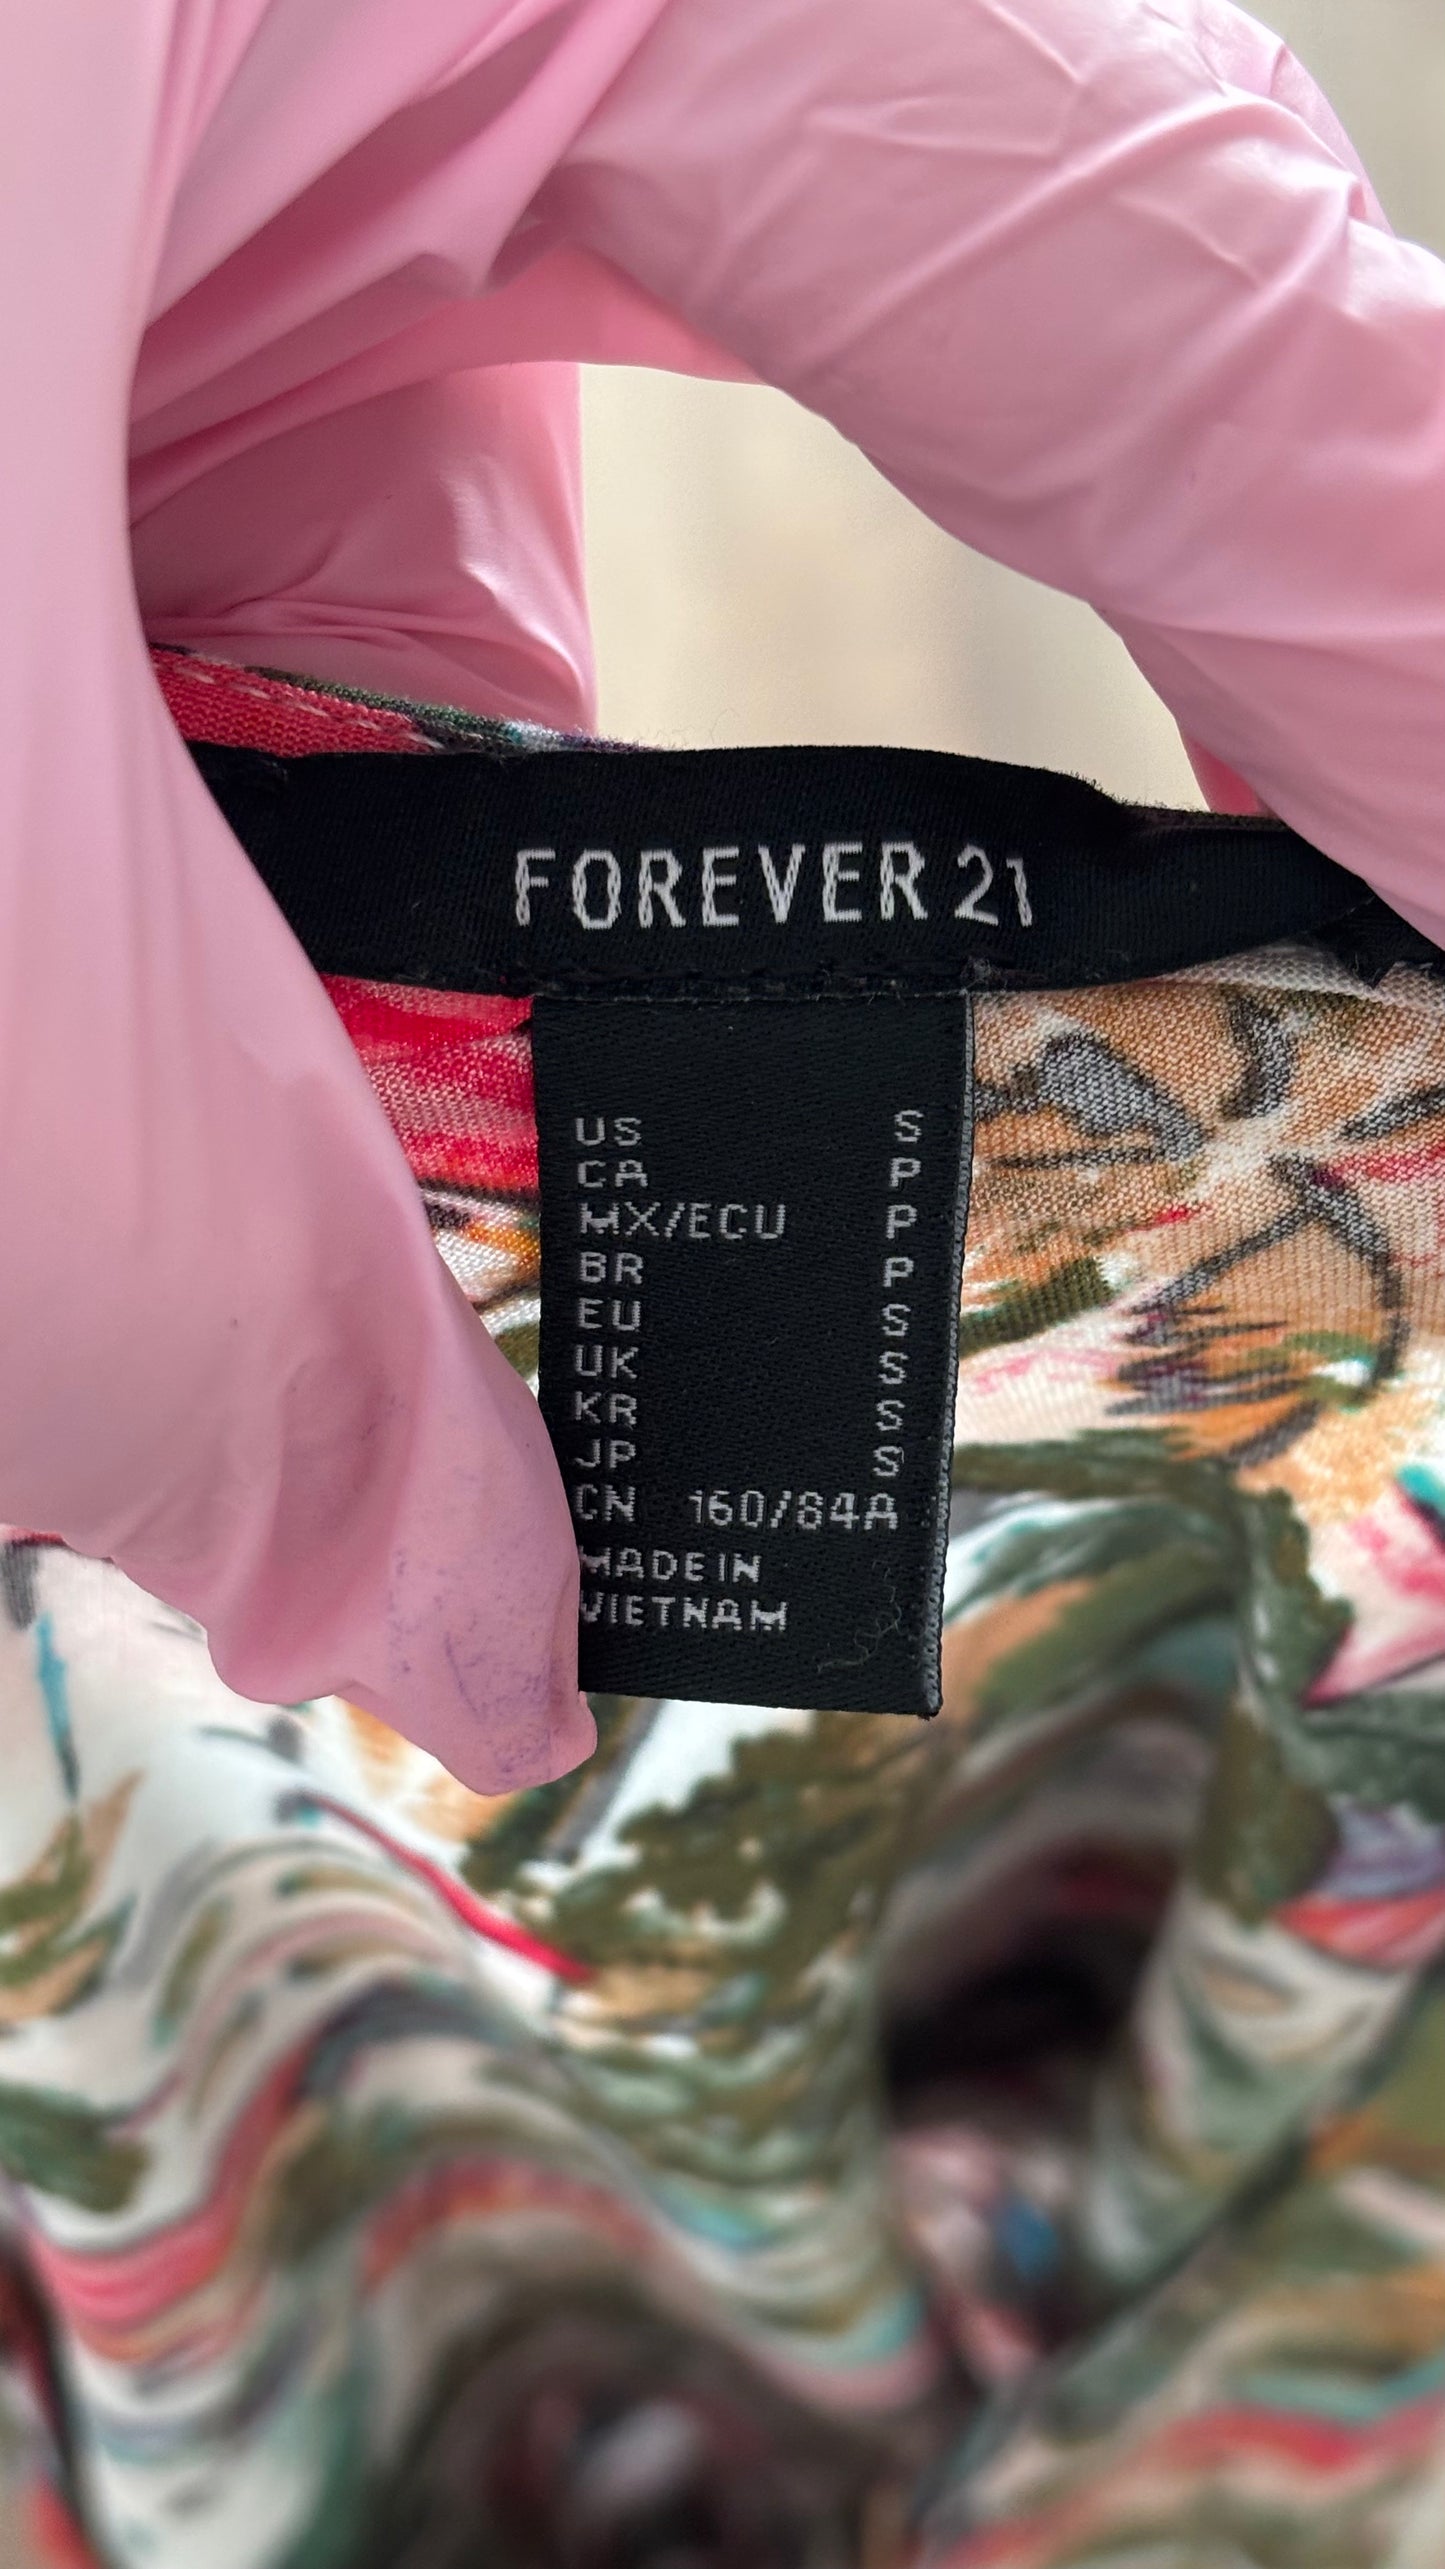 FOREVER 21
US S
CA P
MX/ECU P
BR P
EU S
UK S
KR S
JP S
CN 160/84A
MADE IN
VIETNAM